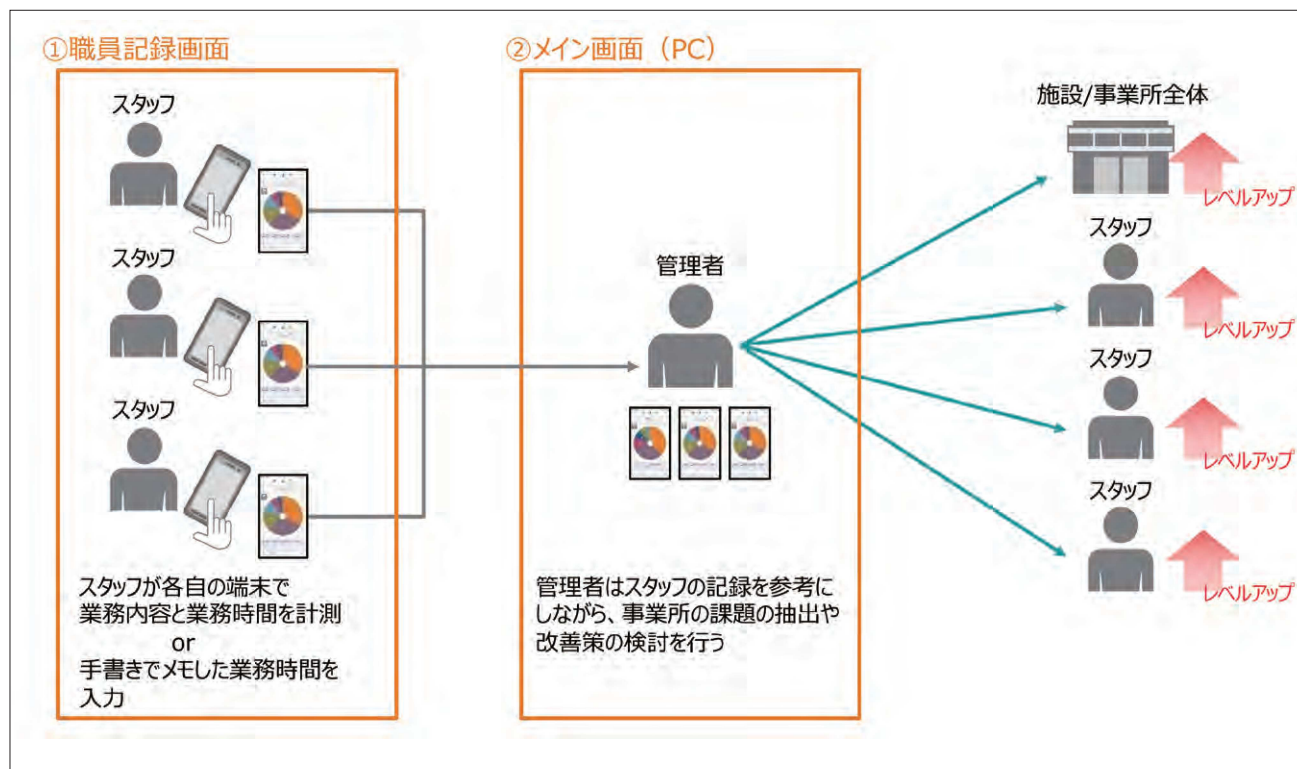 ①職員記録画面
スタッフ
スタッフ
スタッフ
スタッフが各自の端末で
業務内容と業務時間を計測
or
手書きでメモした業務時間を
入力
②メイン画面（PC）
管理者
管理者はスタッフの記録を参考に
しながら、事業所の課題の抽出や
改善策の検討を行う
施設/事業所全体
レベルアップ
スタッフ
レベルアップ
スタッフ
レベルアップ
スタッフ
レベルアップ